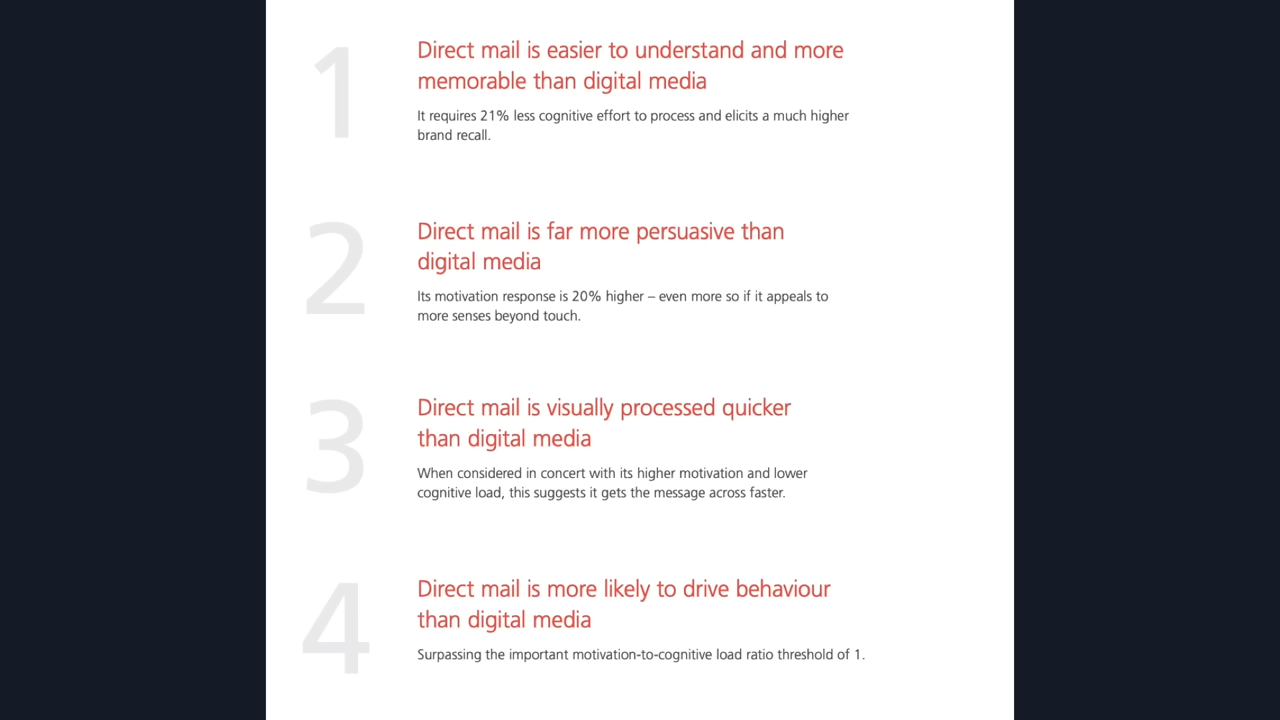 1
Direct mail is easier to understand and more
memorable than digital media
It requires 21% less cognitive effort to process and elicits a much higher
brand recall.
2
Direct mail is far more persuasive than
digital media
Its motivation response is 20% higher – even more so if it appeals to
more senses beyond touch.
3
Direct mail is visually processed quicker
than digital media
When considered in concert with its higher motivation and lower
cognitive load, this suggests it gets the message across faster.
4
Direct mail is more likely to drive behaviour
than digital media
Surpassing the important motivation-to-cognitive load ratio threshold of 1.